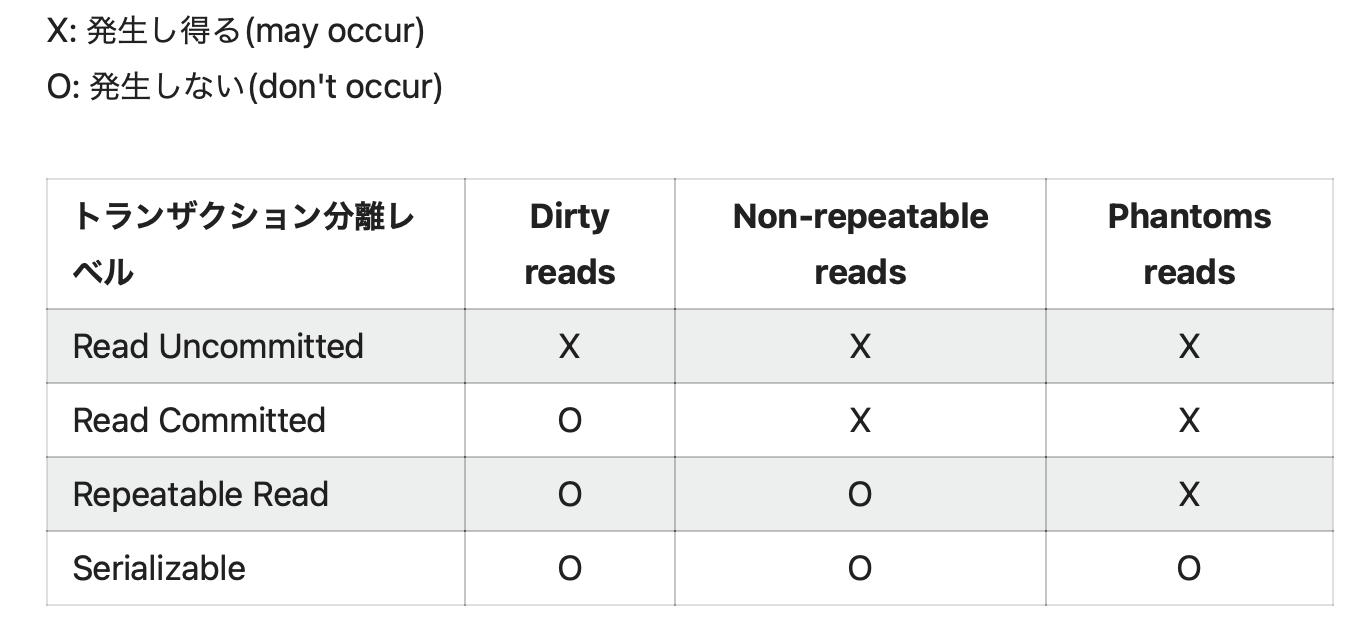 X: 発生し得る(may occur)
O: 発生しない(don't occur)
トランザクション分離レ
ベル
Dirty
reads
Non-repeatable
reads
Phantoms
reads
Read Uncommitted X X X
Read Committed O X X
Repeatable Read O O X
Serializable O O O